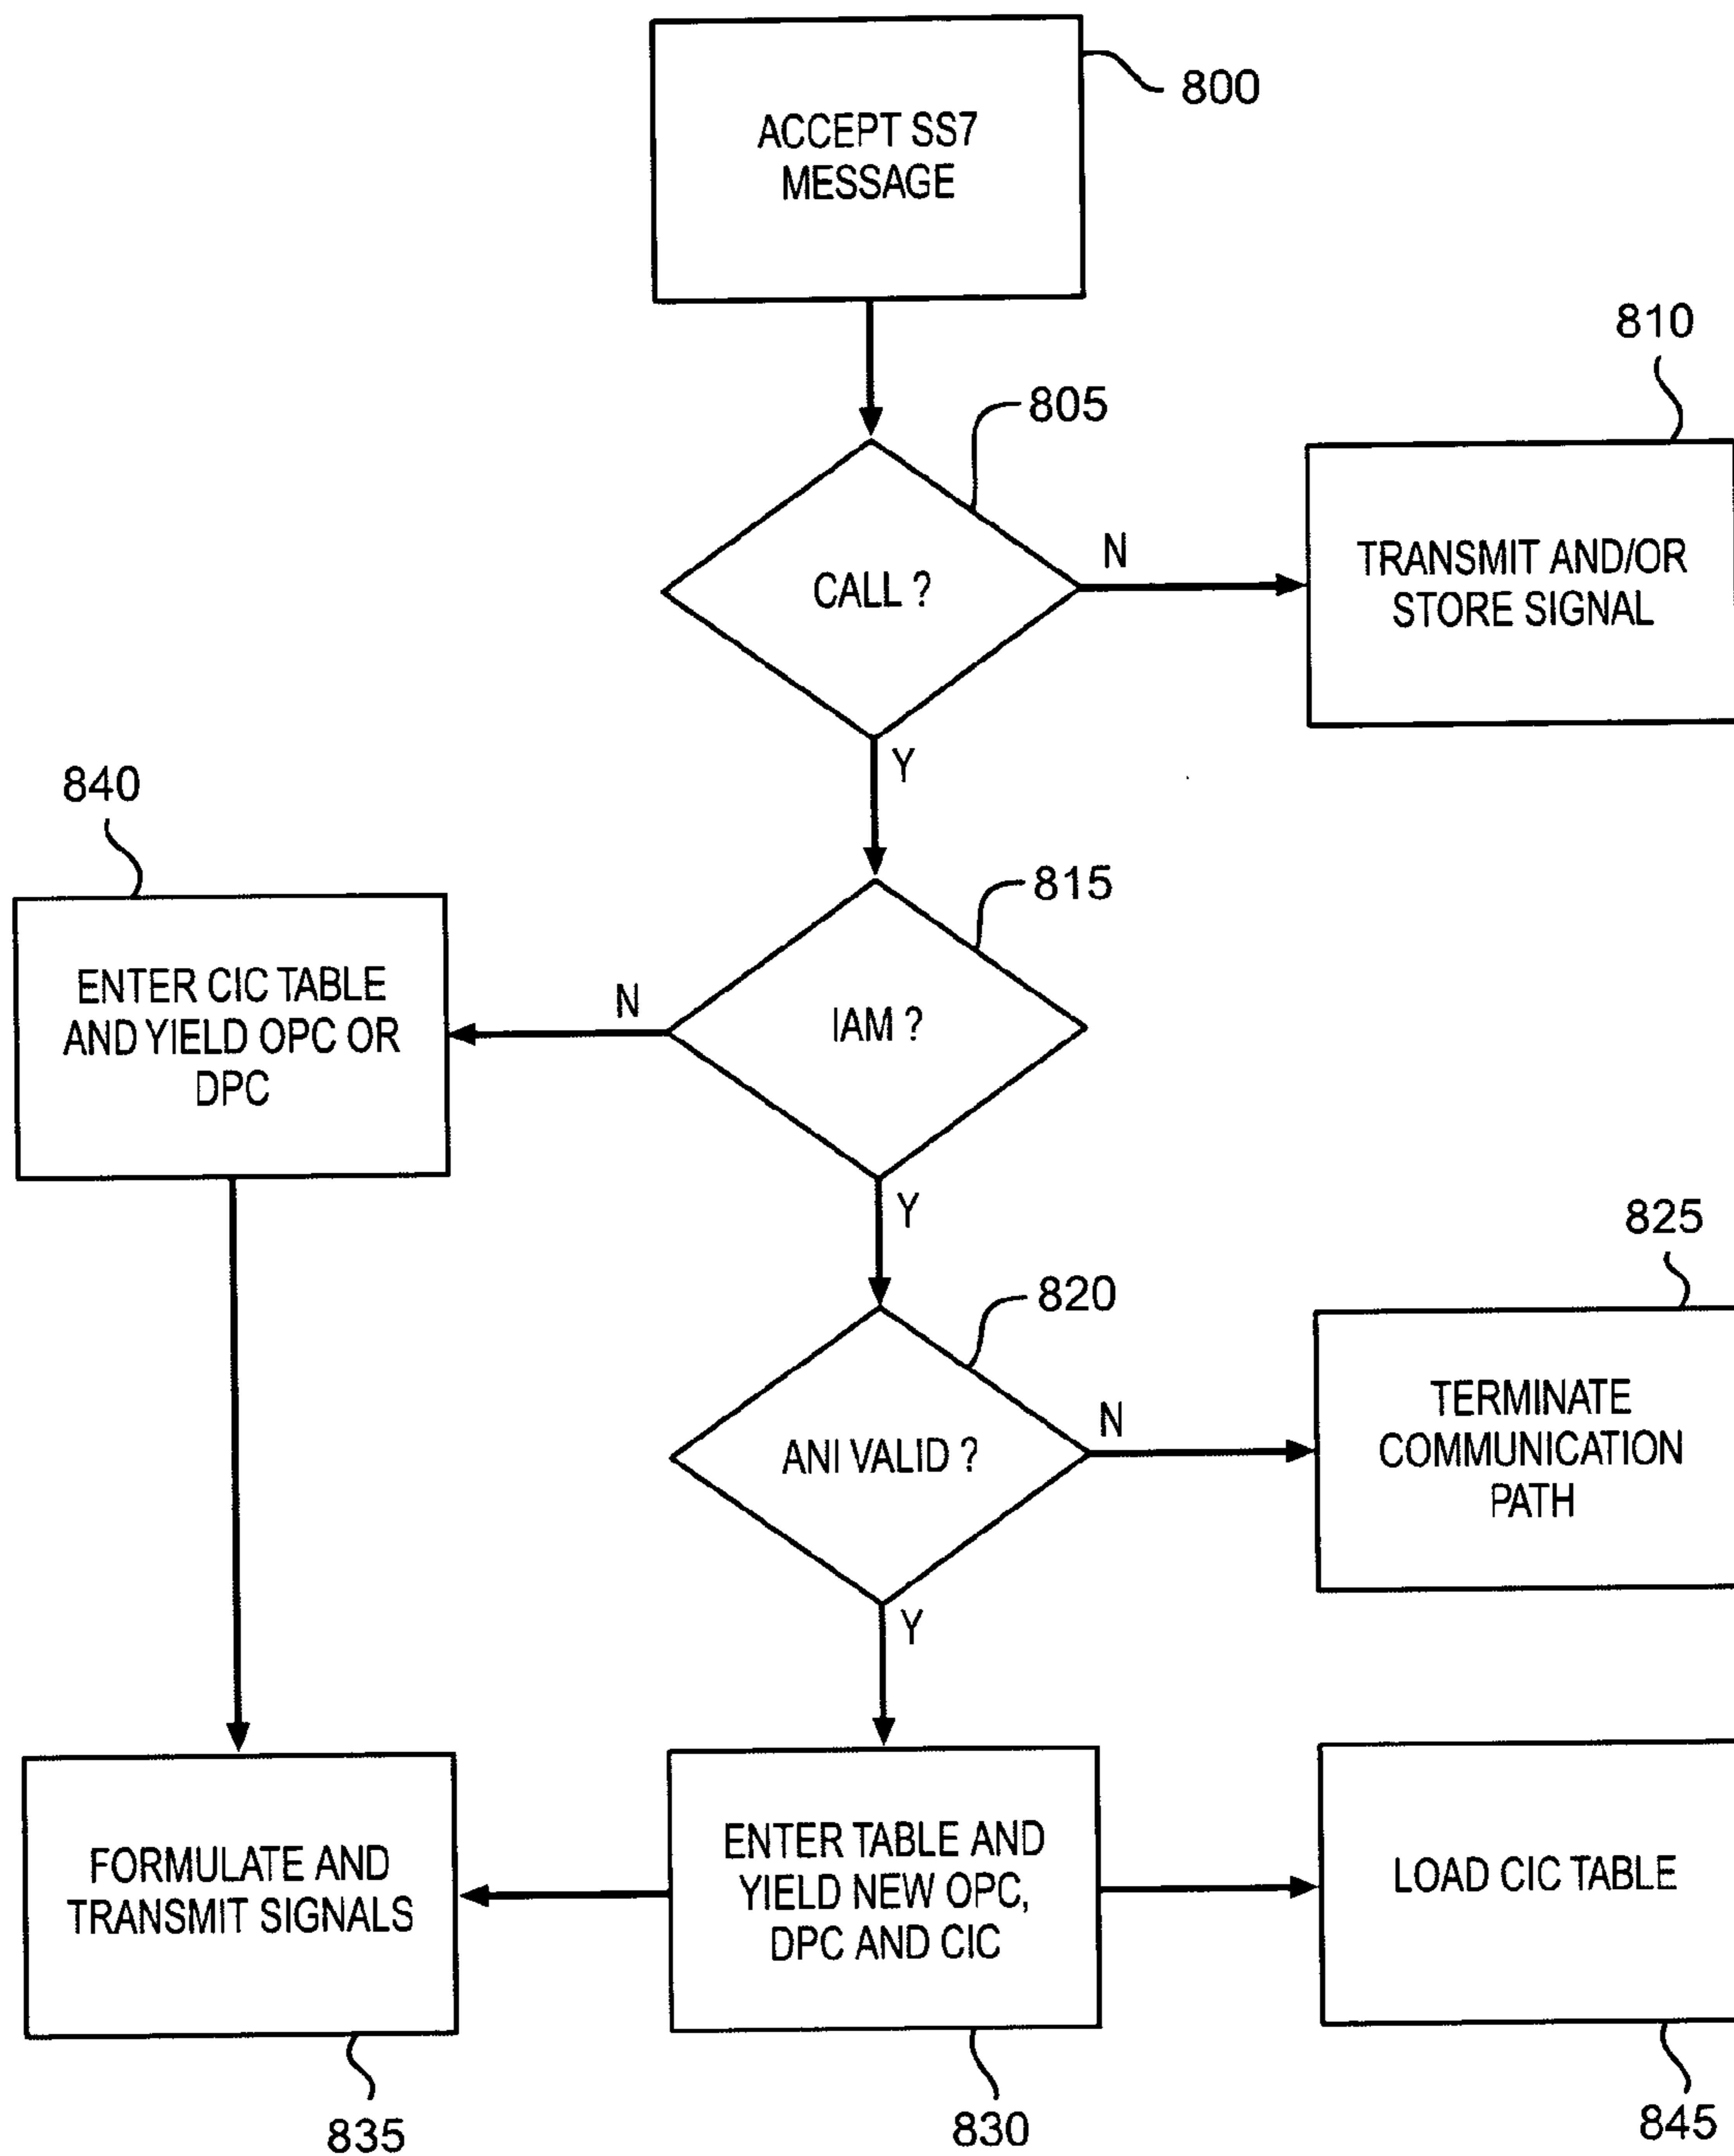 ACCEPT SS7
MESSAGE
800
805
CALL ?
N
Y
810
TRANSMIT AND/OR
STORE SIGNAL
815
IAM ?
N
Y
840
ENTER CIC TABLE
AND YIELD OPC OR
DPC
820
ANI VALID ?
N
Y
825
TERMINATE
COMMUNICATION
PATH
FORMULATE AND
TRANSMIT SIGNALS
835
ENTER TABLE AND
YIELD NEW OPC,
DPC AND CIC
830
LOAD CIC TABLE
845